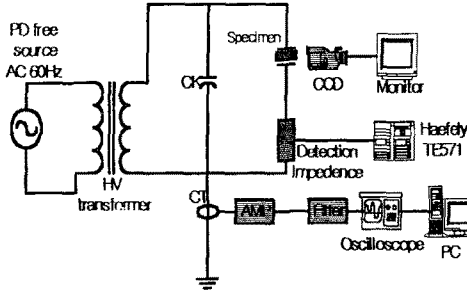 PD free
source
AC 60Hz
HV
transformer
CK
CT
Specimen
CCD
Monitor
Detection
Impedence
Haefely
TE571
AMP
Filter
Oscilloscope
PC